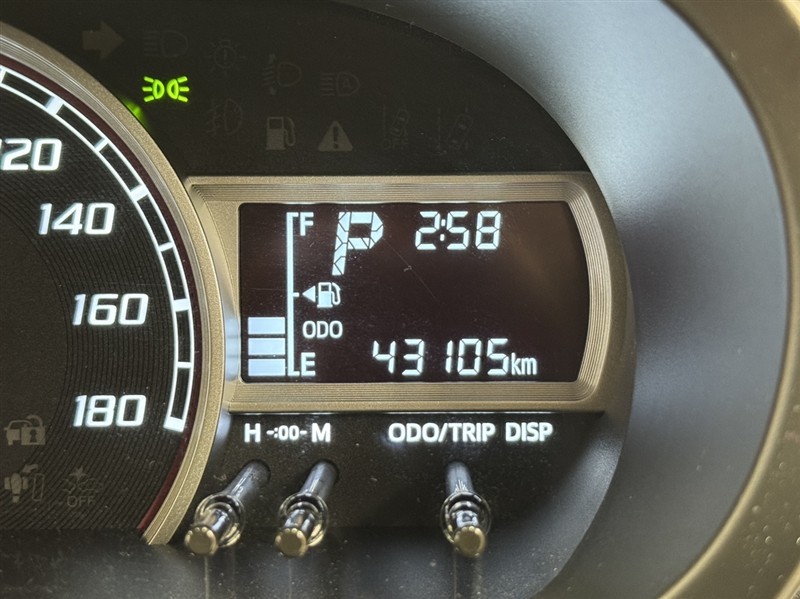 120
140
160
180
F
P
2:58
ODO
E
43105km
H -:00- M
ODO/TRIP DISP
OFF